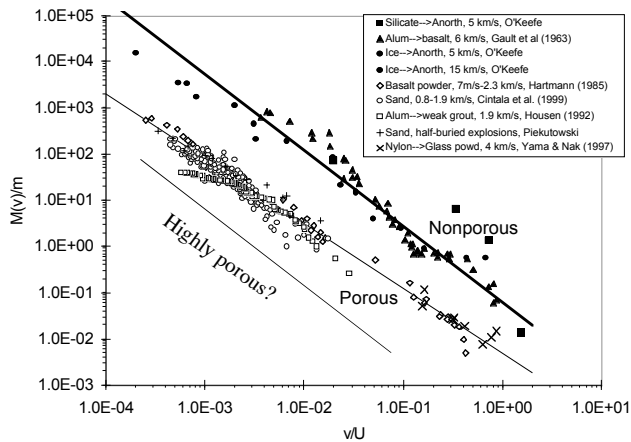 1.0E+05
1.0E+04
1.0E+03
1.0E+02
1.0E+01
1.0E+00
1.0E-01
1.0E-02
1.0E-03
M(v)/m
Silicate-->Anorth, 5 km/s, O'Keefe
Alum->basalt, 6 km/s, Gault et al (1963)
Ice-->Anorth, 5 km/s, O'Keefe
Ice-->Anorth, 15 km/s, O'Keefe
Basalt powder, 7m/s-2.3 km/s, Hartmann (1985)
Sand, 0.8-1.9 km/s, Cintala et al. (1999)
Alum->weak grout, 1.9 km/s, Housen (1992)
Sand, half-buried explosions, Piekutowski
Nylon->Glass powd, 4 km/s, Yama & Nak (1997)
Nonporous
Porous
Highly porous?
1.0E-04 1.0E-03 1.0E-02 1.0E-01 1.0E+00 1.0E+01
v/U